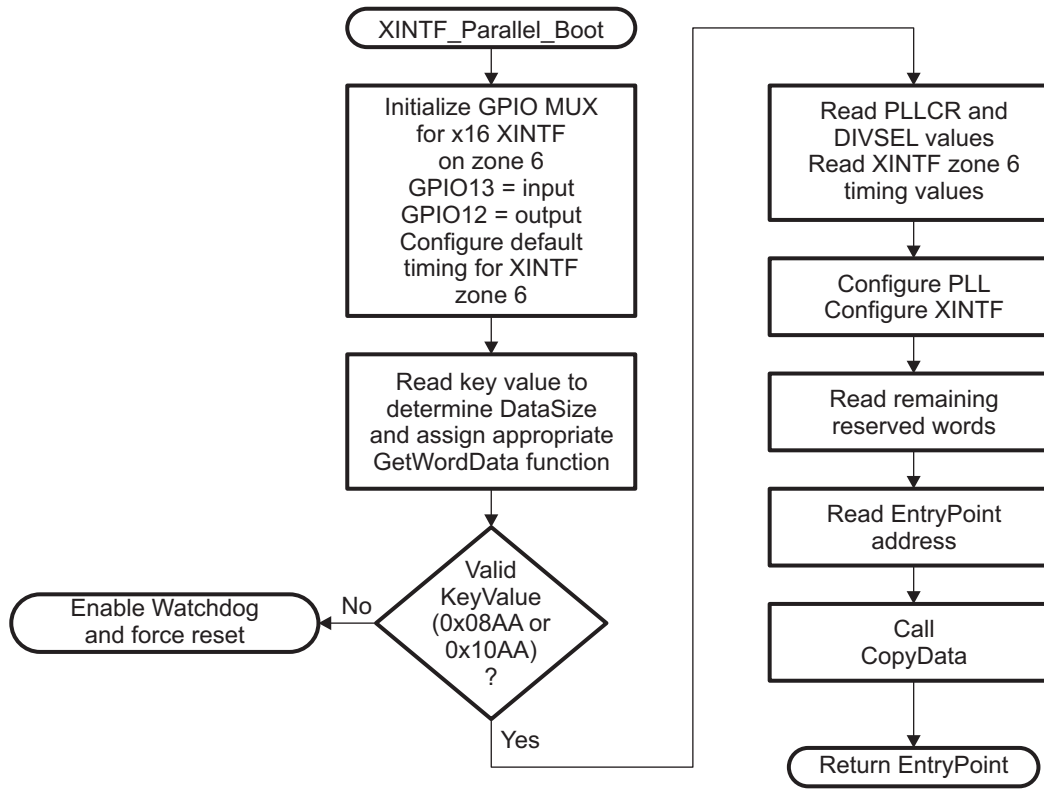 XINTF_Parallel_Boot
Initialize GPIO MUX
for x16 XINTF
on zone 6
GPIO13 = input
GPIO12 = output
Configure default
timing for XINTF
zone 6
Read key value to
determine DataSize
and assign appropriate
GetWordData function
Valid
KeyValue
(0x08AA or
0x10AA)
?
No
Enable Watchdog
and force reset
Yes
Read PLLCR and
DIVSEL values
Read XINTF zone 6
timing values
Configure PLL
Configure XINTF
Read remaining
reserved words
Read EntryPoint
address
Call
CopyData
Return EntryPoint